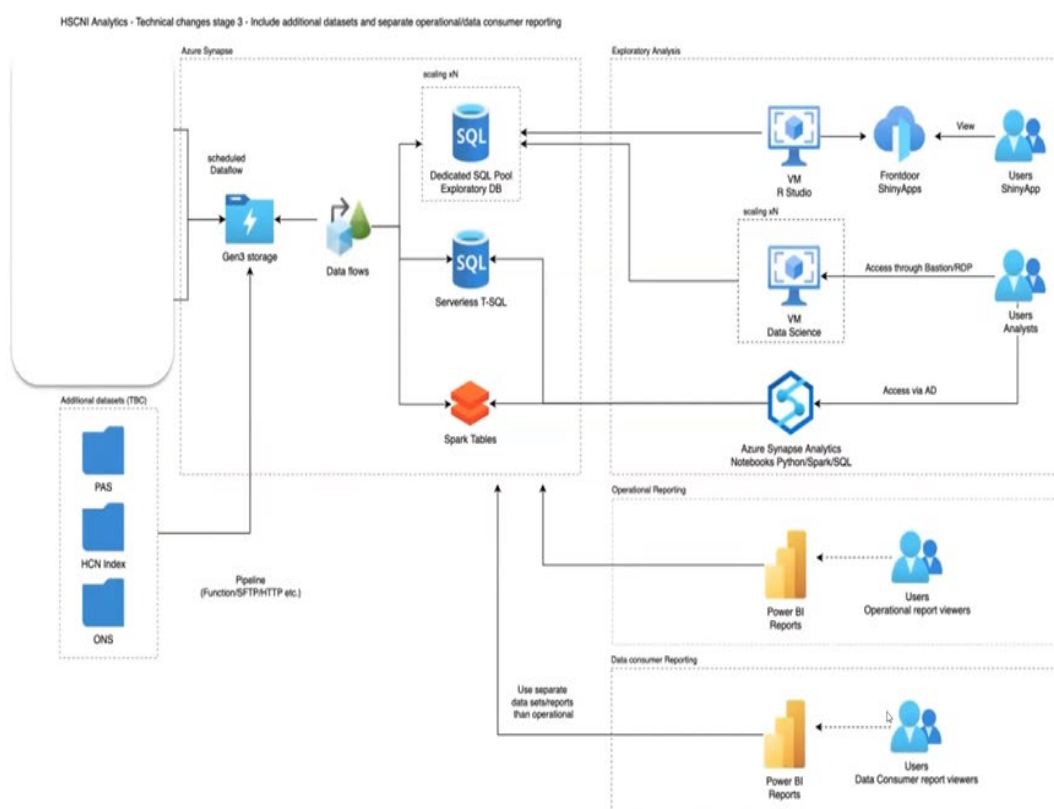 HSCNI Analytics - Technical changes stage 3 - Include additional datasets and separate operational/data consumer reporting
Azure Synapse
scheduled
Dataflow
Gen3 storage
Data flows
scaling xN
SQL
Dedicated SQL Pool
Exploratory DB
SQL
Serverless T-SQL
Spark Tables
Exploratory Analysis
VM
R Studio
Frontdoor
ShinyApps
View
Users
ShinyApp
scaling xN
VM
Data Science
Access through Bastion/RDP
Users
Analysts
Access via AD
Azure Synapse Analytics
Notebooks Python/Spark/SQL
Additional datasets (TBC)
PAS
HCN Index
ONS
Pipeline
(Function/SFTP/HTTP etc.)
Operational Reporting
Power BI
Reports
Users
Operational report viewers
Data consumer Reporting
Use separate
data sets/reports
than operational
Power BI
Reports
Users
Data Consumer report viewers